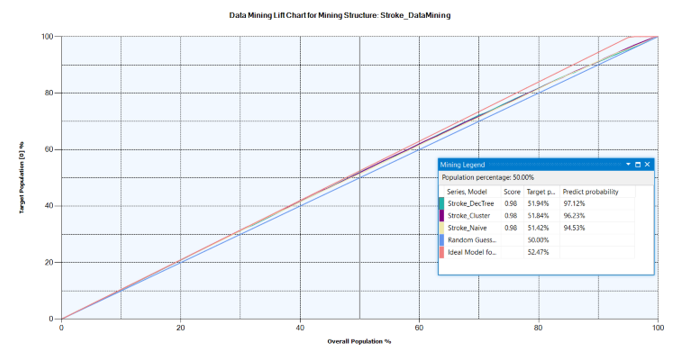 Data Mining Lift Chart for Mining Structure: Stroke_DataMining
100
80
60
40
20
0
0 20 40 60 80 100
Target Population [0] %
Overall Population %
Mining Legend
Population percentage: 50.00%
Series, Model Score Target p... Predict probability
Stroke_DecTree 0.98 51.94% 97.12%
Stroke_Cluster 0.98 51.84% 96.23%
Stroke_Naive 0.98 51.42% 94.53%
Random Guess... 50.00%
Ideal Model fo... 52.47%